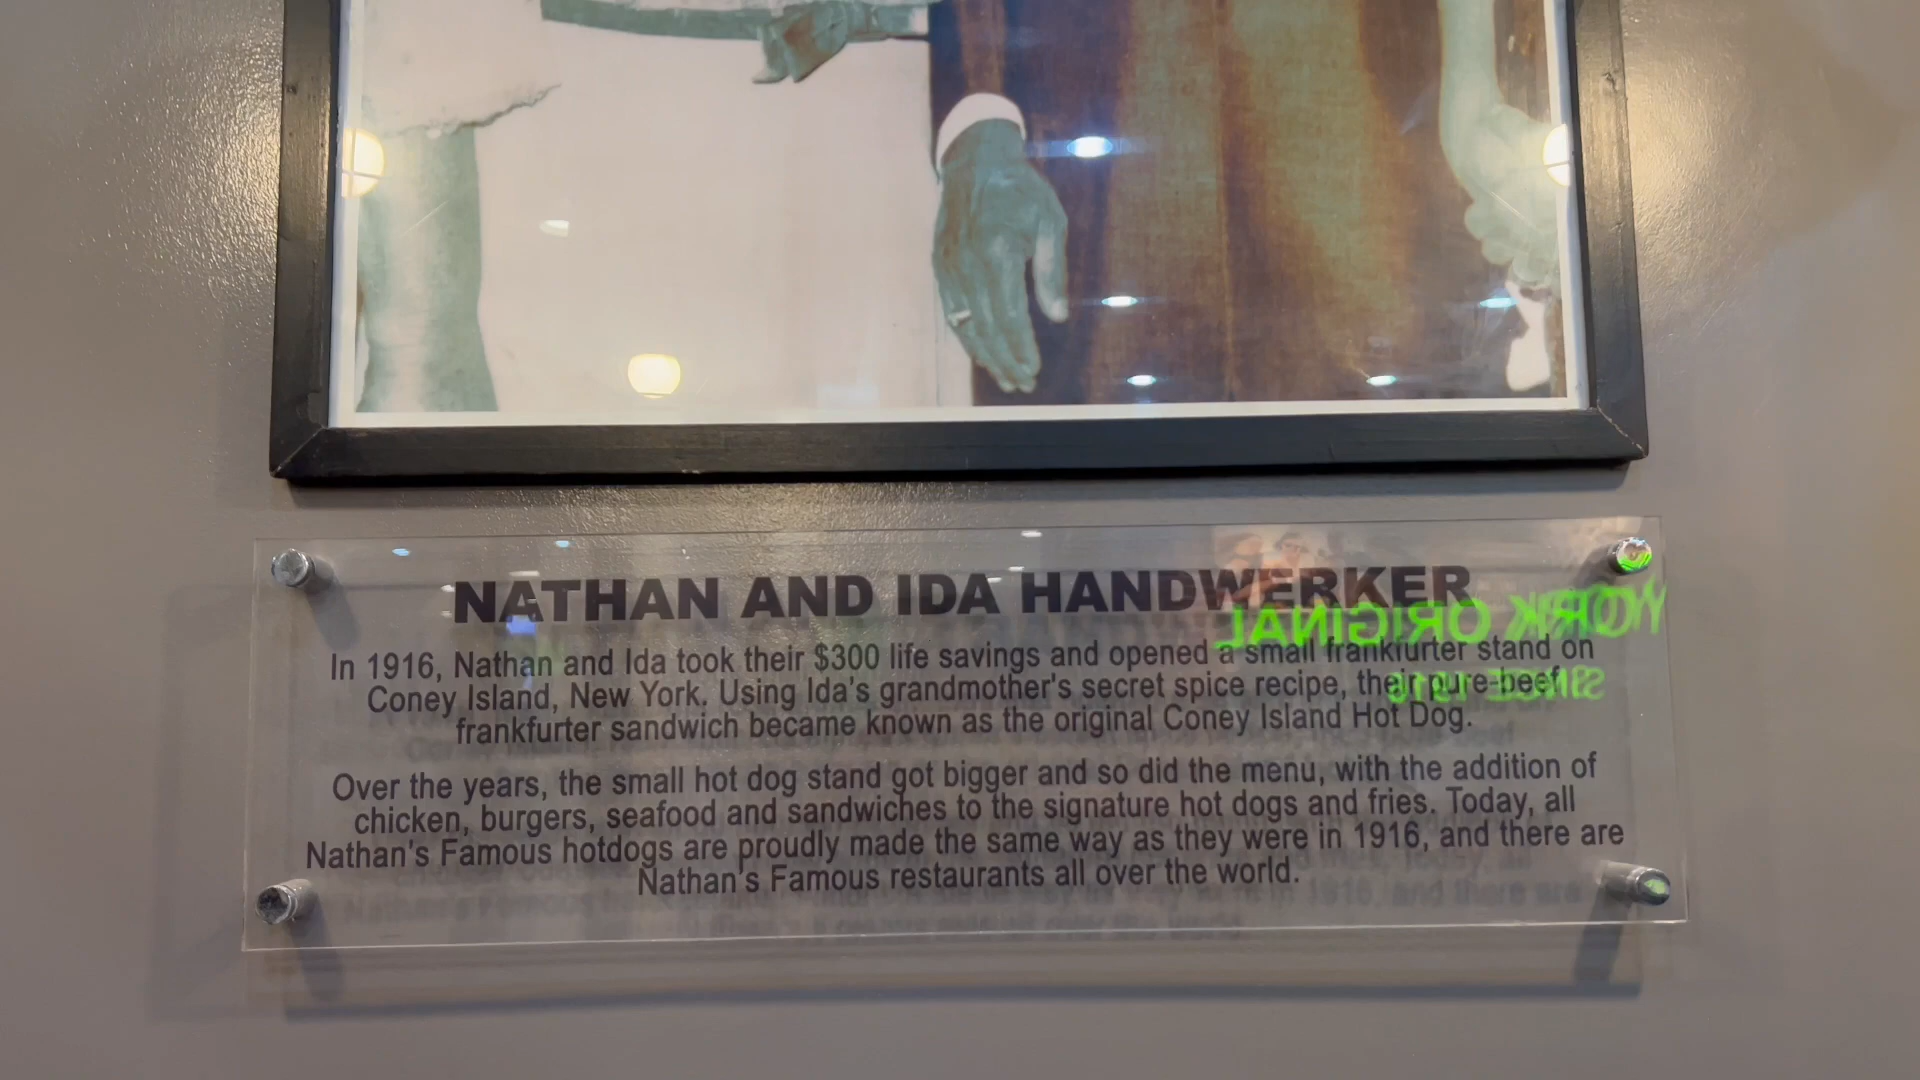 NATHAN AND IDA HANDWERKER
In 1916, Nathan and Ida took their $300 life savings and opened a small frankfurter stand on
Coney Island, New York. Using Ida's grandmother's secret spice recipe, their pure-beef
frankfurter sandwich became known as the original Coney Island Hot Dog.
Over the years, the small hot dog stand got bigger and so did the menu, with the addition of
chicken, burgers, seafood and sandwiches to the signature hot dogs and fries. Today, all
Nathan's Famous hotdogs are proudly made the same way as they were in 1916, and there are
Nathan's Famous restaurants all over the world.
YORK ORIGINAL
SINCE 1916